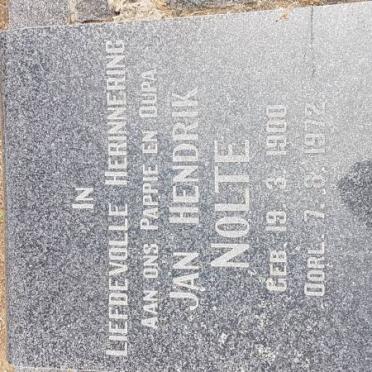 IN
LIEFDEVOLLE HERINNERING
AAN ONS PAPPIE EN OUPA
JAN HENDRIK
NOLTE
GEB. 19. 3. 1900
OORL. 7. 8. 1972.